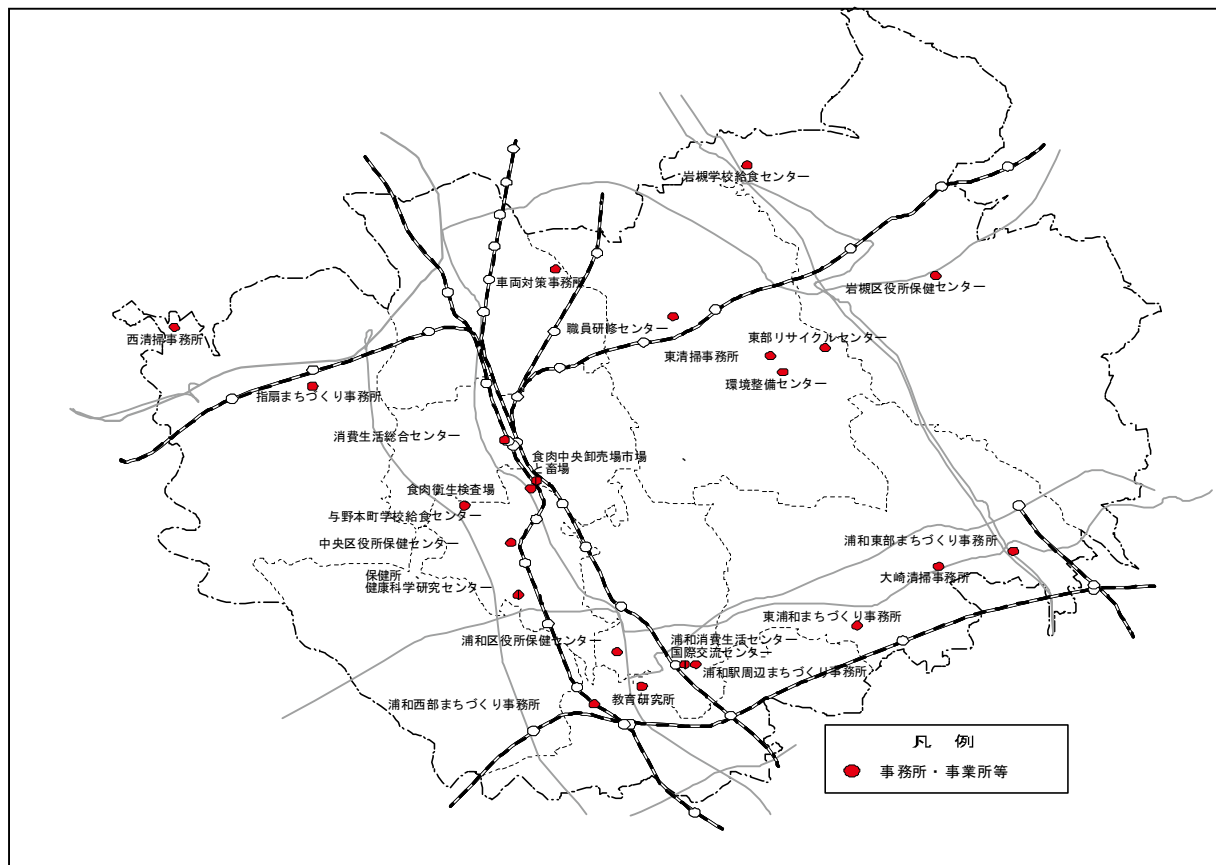 岩槻学校給食センター
車両対策事務所
岩槻区役所保健センター
職員研修センター
西清掃事務所
東部リサイクルセンター
東清掃事務所
環境整備センター
指扇まちづくり事務所
消費生活総合センター
食肉中央卸売場市場
と畜場
食肉衛生検査場
与野本町学校給食センター
中央区役所保健センター
浦和東部まちづくり事務所
大崎清掃事務所
保健所
健康科学研究センター
東浦和まちづくり事務所
浦和区役所保健センター
浦和消費生活センター
国際交流センター
浦和駅周辺まちづくり事務所
教育研究所
浦和西部まちづくり事務所
凡 例
事務所・事業所等